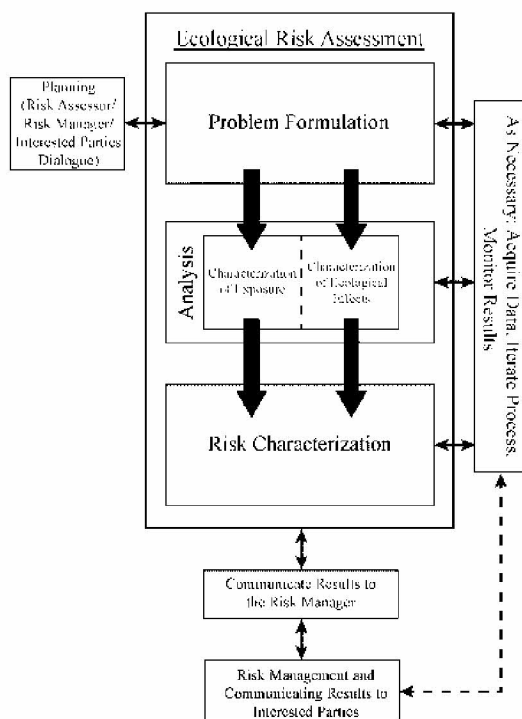 Ecological Risk Assessment
Planning
(Risk Assessor/
Risk Manager/
Interested Parties
Dialogue)
Problem Formulation
As Necessary: Acquire Data, Iterate Process,
Monitor Results
Analysis
Characterization
of Exposure
Characterization
of Ecological
Effects
Risk Characterization
Communicate Results to
the Risk Manager
Risk Management and
Communicating Results to
Interested Parties